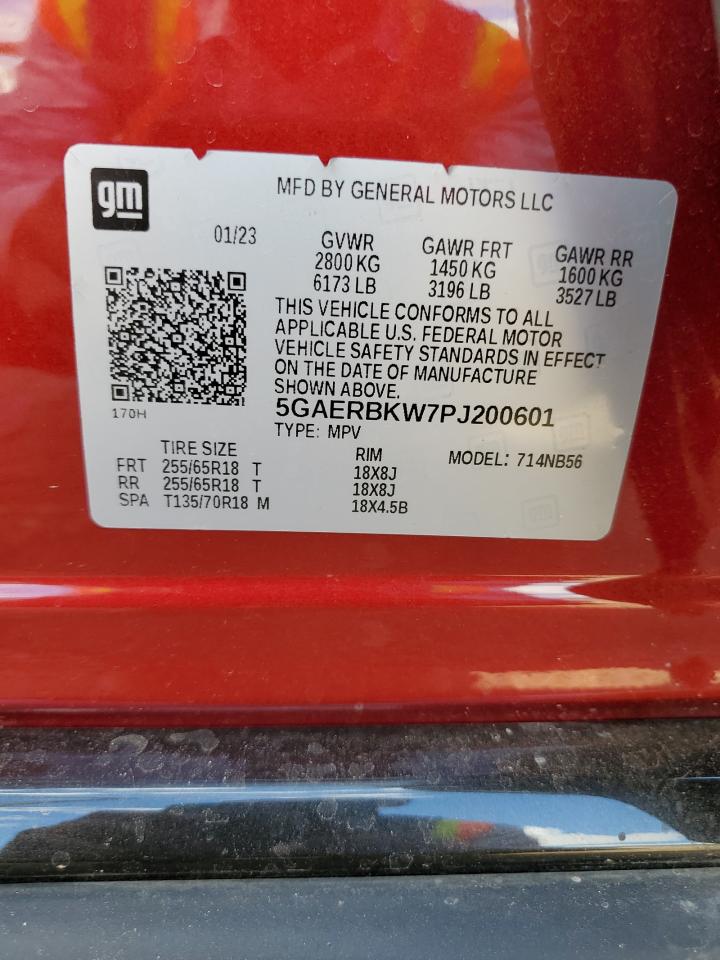 gm
MFD BY GENERAL MOTORS LLC
01/23 GVWR GAWR FRT GAWR RR
2800 KG 1450 KG 1600 KG
6173 LB 3196 LB 3527 LB
THIS VEHICLE CONFORMS TO ALL
APPLICABLE U.S. FEDERAL MOTOR
VEHICLE SAFETY STANDARDS IN EFFECT
ON THE DATE OF MANUFACTURE
SHOWN ABOVE.
170H
5GAERBKW7PJ200601
TYPE: MPV
TIRE SIZE RIM MODEL: 714NB56
FRT 255/65R18 T 18X8J
RR 255/65R18 T 18X8J
SPA T135/70R18 M 18X4.5B